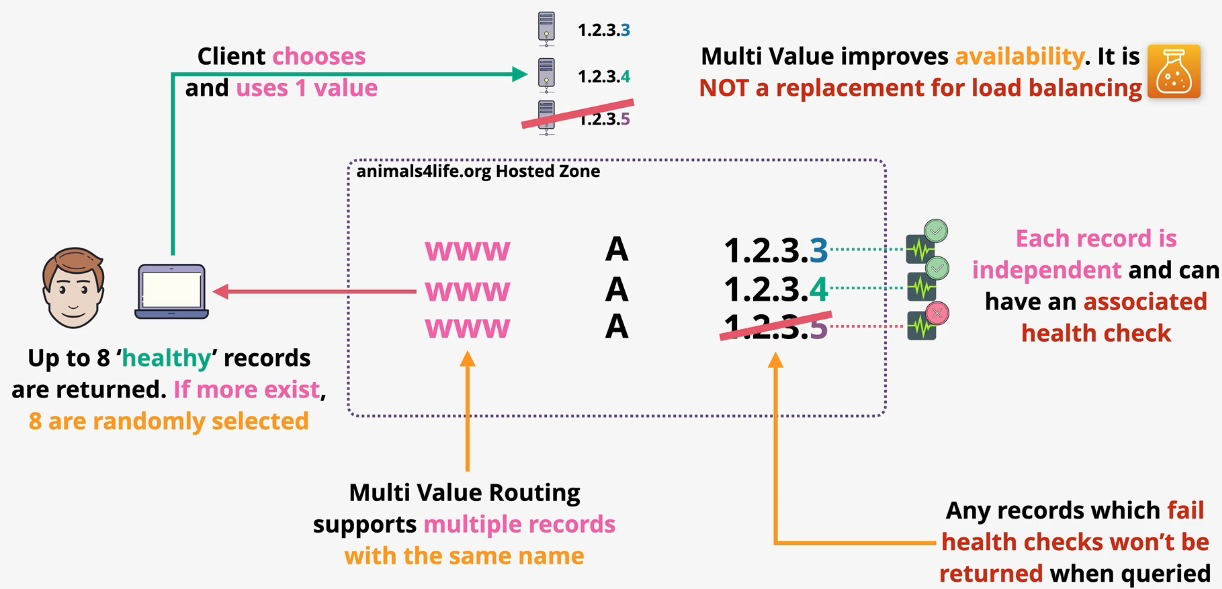 Client chooses
and uses 1 value
1.2.3.3
1.2.3.4
1.2.3.5
Multi Value improves availability. It is
NOT a replacement for load balancing
animals4life.org Hosted Zone
www A 1.2.3.3
www A 1.2.3.4
www A 1.2.3.5
Each record is
independent and can
have an associated
health check
Up to 8 ‘healthy’ records
are returned. If more exist,
8 are randomly selected
Multi Value Routing
supports multiple records
with the same name
Any records which fail
health checks won’t be
returned when queried